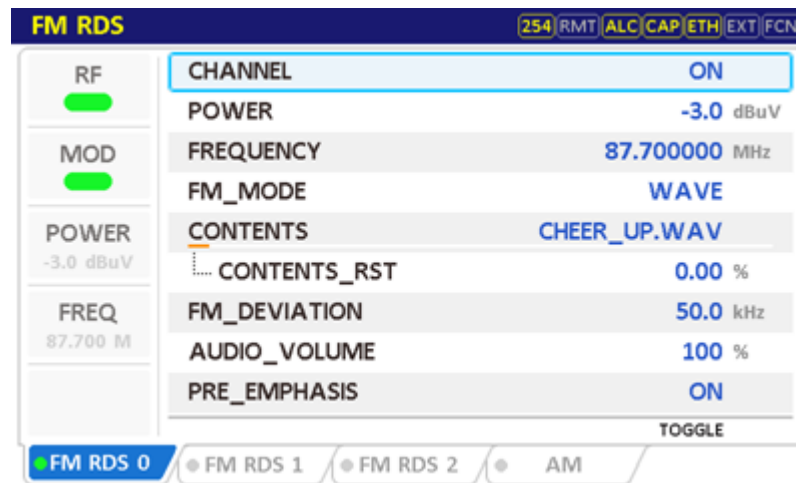 FM RDS
254 RMT ALC CAP ETH EXT FCN
RF
MOD
POWER
-3.0 dBuV
FREQ
87.700 M
CHANNEL ON
POWER -3.0 dBuV
FREQUENCY 87.700000 MHz
FM_MODE WAVE
CONTENTS CHEER_UP.WAV
CONTENTS_RST 0.00 %
FM_DEVIATION 50.0 kHz
AUDIO_VOLUME 100 %
PRE_EMPHASIS ON
TOGGLE
FM RDS 0 FM RDS 1 FM RDS 2 AM